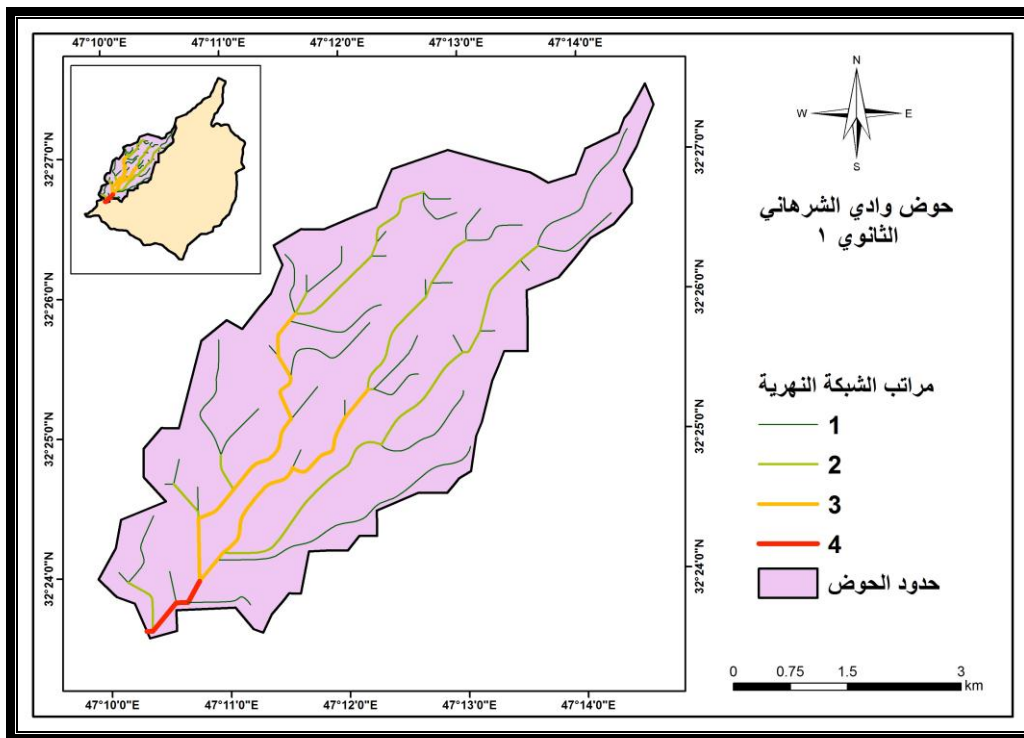 47°10'0"E 47°11'0"E 47°12'0"E 47°13'0"E 47°14'0"E
32°27'0"N
32°26'0"N
32°25'0"N
32°24'0"N
32°27'0"N
32°26'0"N
32°25'0"N
32°24'0"N
47°10'0"E 47°11'0"E 47°12'0"E 47°13'0"E 47°14'0"E
N
W E
S
حوض وادي الشرهاني
الثانوي ١
مراتب الشبكة النهرية
1
2
3
4
حدود الحوض
0 0.75 1.5 3
km